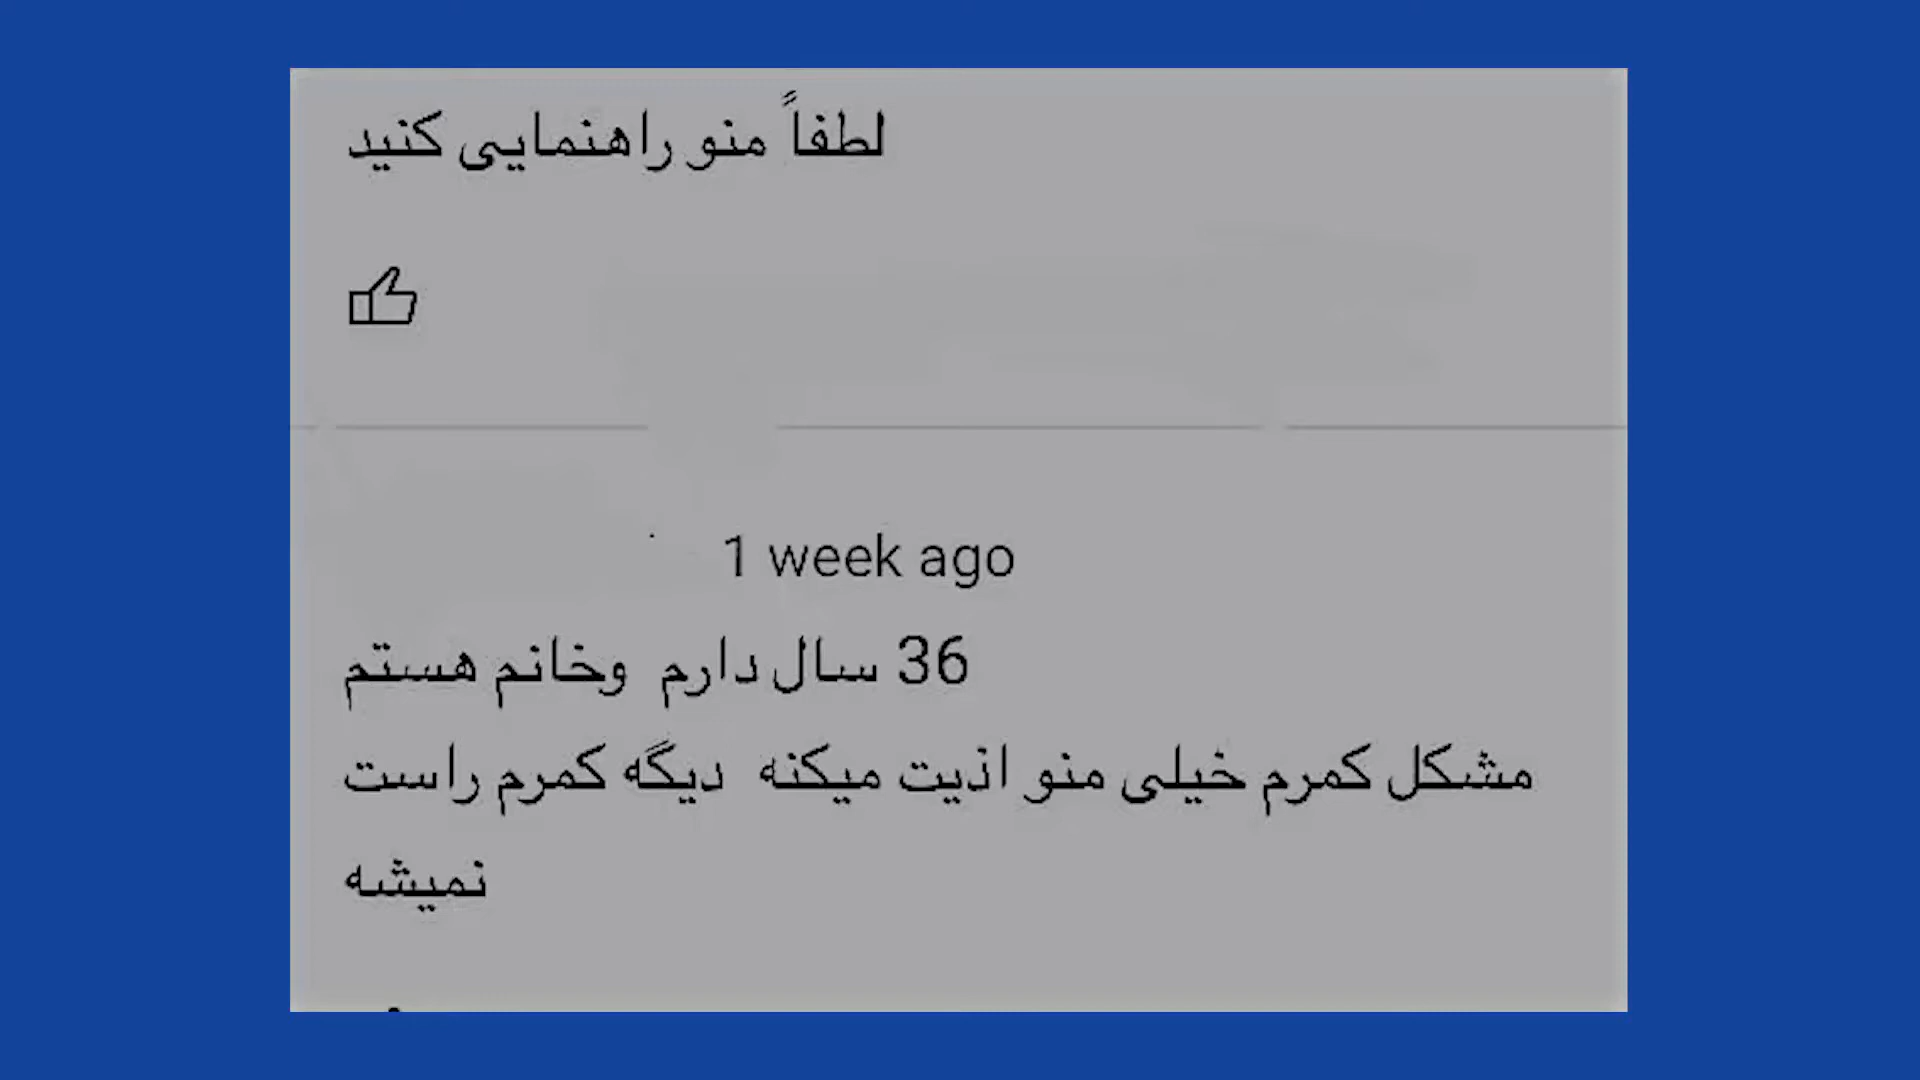 لطفاً منو راهنمایی کنید
1 week ago
36 سال دارم وخانم هستم
مشکل کمرم خیلی منو اذیت میکنه دیگه کمرم راست
نمیشه